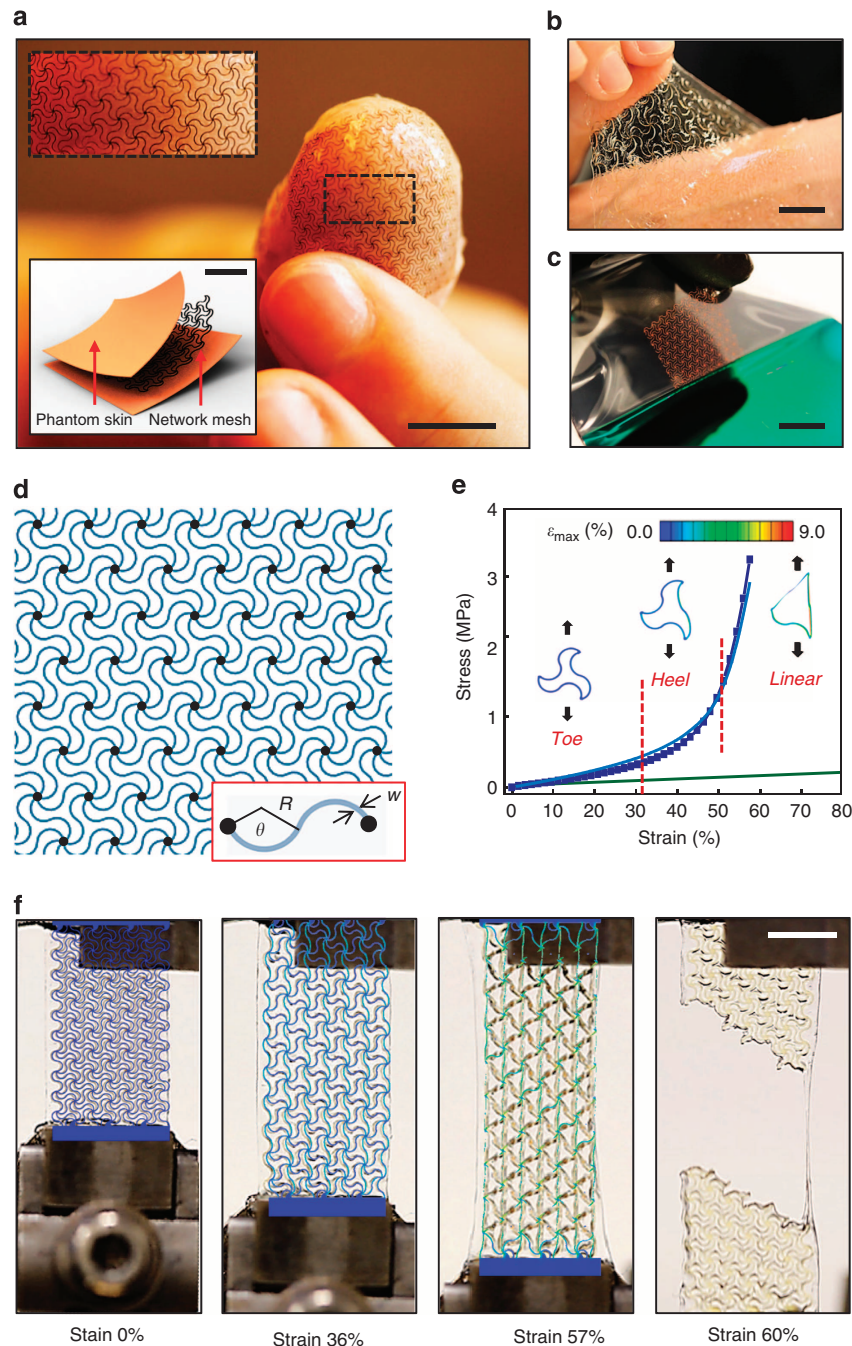 a
b
Phantom skin
Network mesh
c
d
R
w
θ
e
4
3
2
1
0
Stress (MPa)
εmax (%)
0.0
9.0
Toe
Heel
Linear
0
10
20
30
40
50
60
70
80
Strain (%)
f
Stain 0%
Strain 36%
Strain 57%
Strain 60%